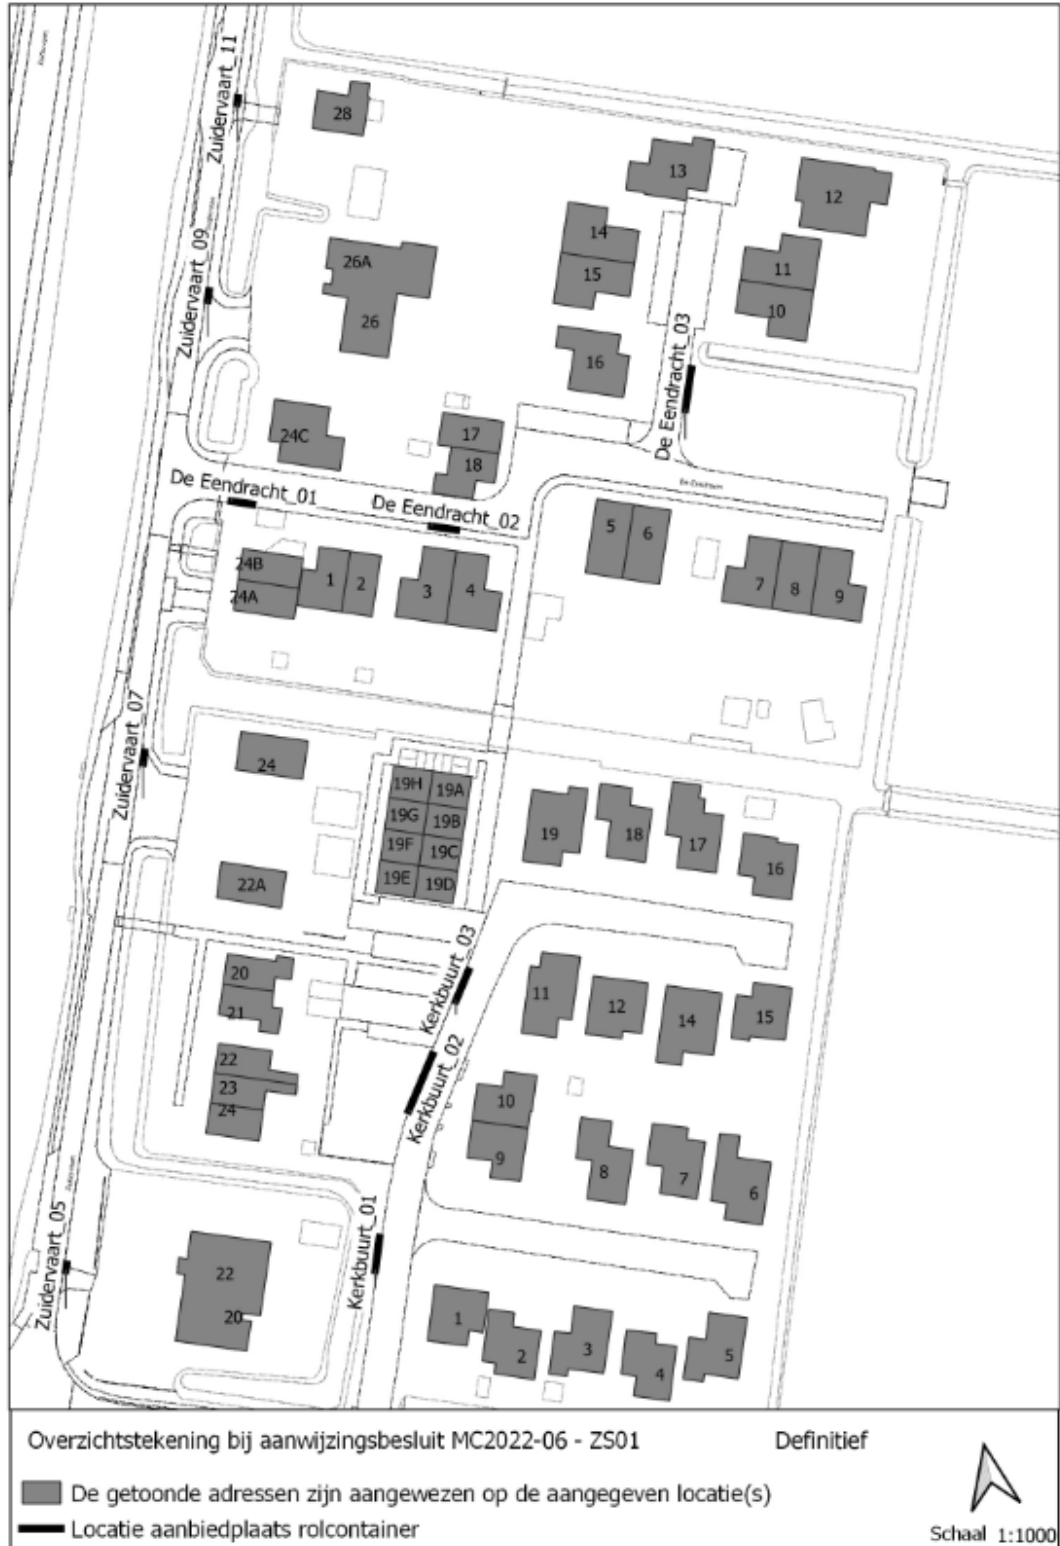 Zuidervaart_11
28
13
12
14
15
11
10
26A
26
Zuidervaart_09
16
De Eendracht_03
24C
17
18
De Eendracht_01
De Eendracht_02
De Eendracht
5
6
24B
24A
1
2
3
4
7
8
9
Zuidervaart_07
24
19H
19A
19G
19B
19F
19C
19E
19D
19
18
17
16
22A
Kerkbuurt_03
20
21
11
12
14
15
Kerkbuurt_02
22
23
24
10
9
8
7
6
Zuidervaart_05
Kerkbuurt_01
22
20
1
2
3
4
5
Overzichtstekening bij aanwijzingsbesluit MC2022-06 - ZS01
Definitief
De getoonde adressen zijn aangewezen op de aangegeven locatie(s)
Locatie aanbiedplaats rolcontainer
Schaal 1:1000